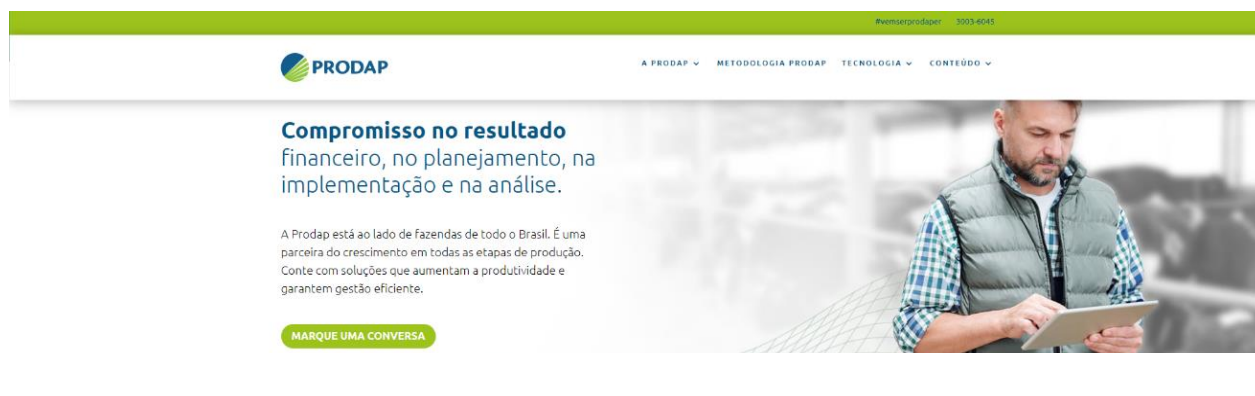 #vemserprodaper 3003-6045
PRODAP
A PRODAP METODOLOGIA PRODAP TECNOLOGIA CONTEÚDO
Compromisso no resultado
financeiro, no planejamento, na
implementação e na análise.
A Prodap está ao lado de fazendas de todo o Brasil. É uma
parceira do crescimento em todas as etapas de produção.
Conte com soluções que aumentam a produtividade e
garantem gestão eficiente.
MARQUE UMA CONVERSA